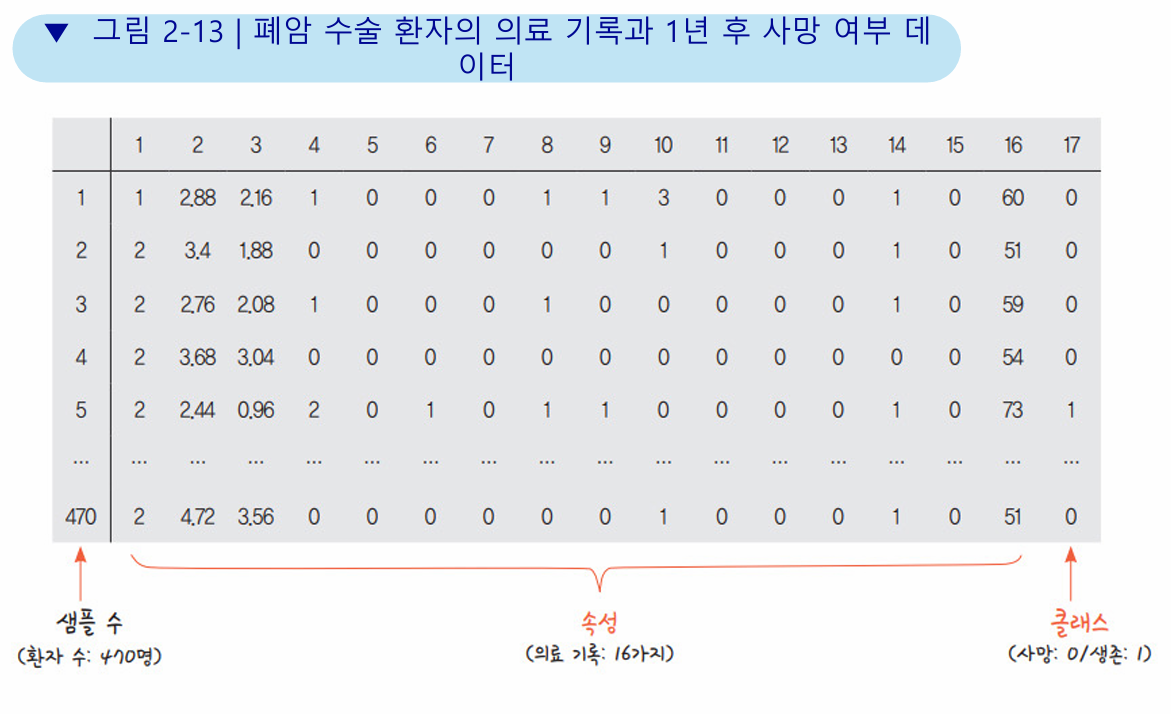 ▼ 그림 2-13 | 폐암 수술 환자의 의료 기록과 1년 후 사망 여부 데
이터
1 2 3 4 5 6 7 8 9 10 11 12 13 14 15 16 17
1 1 2.88 2.16 1 0 0 0 1 1 3 0 0 0 1 0 60 0
2 2 3.4 1.88 0 0 0 0 0 0 1 0 0 0 1 0 51 0
3 2 2.76 2.08 1 0 0 0 1 0 0 0 0 0 1 0 59 0
4 2 3.68 3.04 0 0 0 0 0 0 0 0 0 0 0 0 54 0
5 2 2.44 0.96 2 0 1 0 1 1 0 0 0 0 1 0 73 1
... ... ... ... ... ... ... ... ... ... ... ... ... ... ... ... ... ...
470 2 4.72 3.56 0 0 0 0 0 0 1 0 0 0 1 0 51 0
샘플 수 속성 클래스
(환자 수: 470명) (의료 기록: 16가지) (사망: 0/생존: 1)